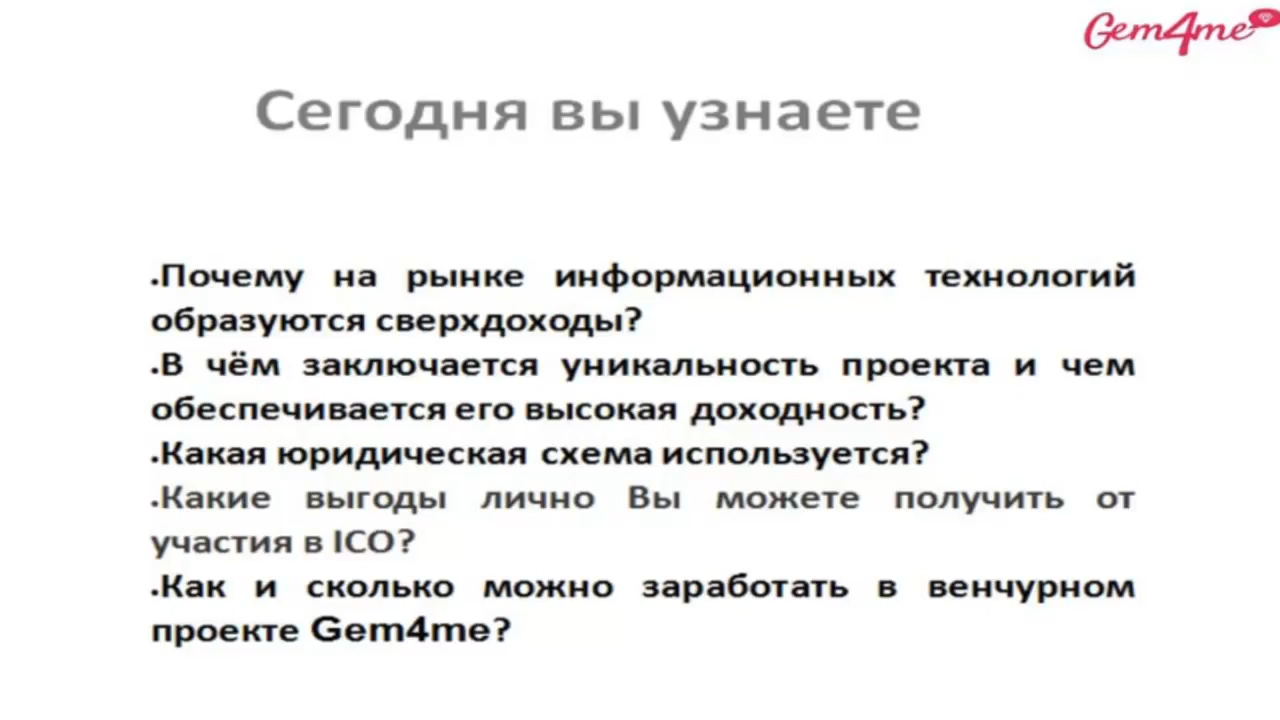 Gem4me
Сегодня вы узнаете
.Почему на рынке информационных технологий
образуются сверхдоходы?
.В чём заключается уникальность проекта и чем
обеспечивается его высокая доходность?
.Какая юридическая схема используется?
.Какие выгоды лично Вы можете получить от
участия в ICO?
.Как и сколько можно заработать в венчурном
проекте Gem4me?